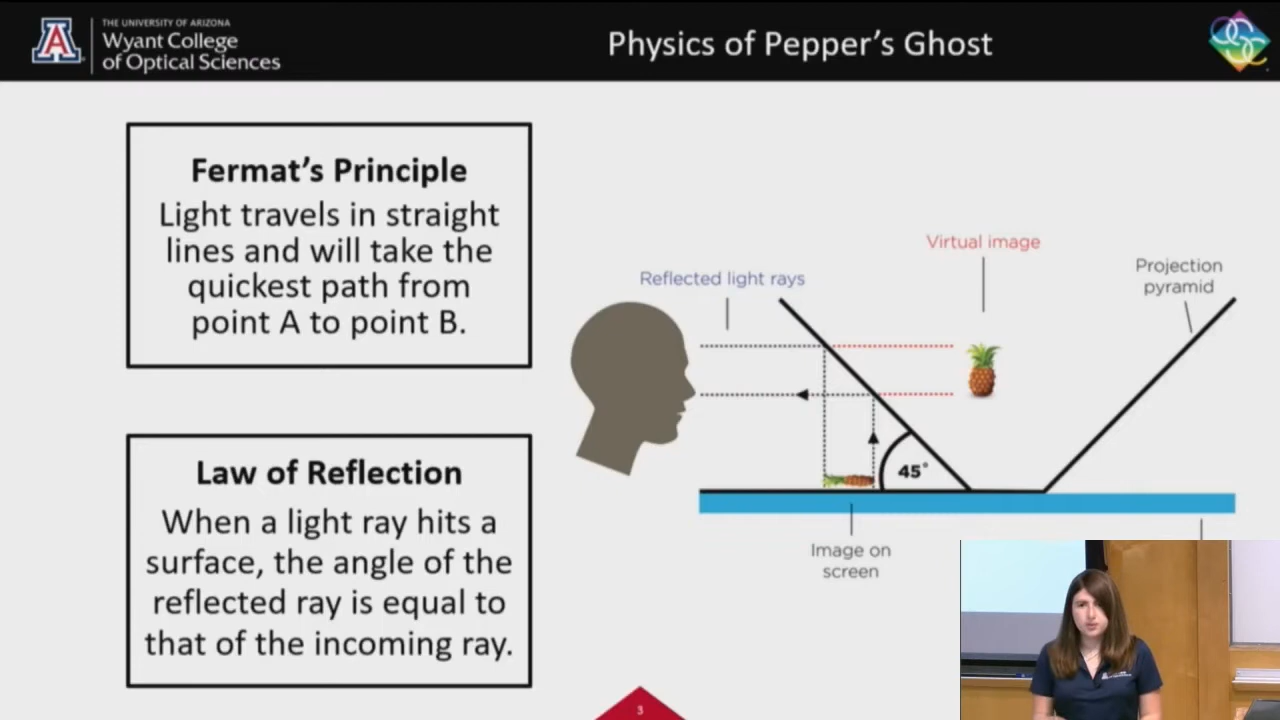 THE UNIVERSITY OF ARIZONA
Wyant College
of Optical Sciences
Physics of Pepper's Ghost
Fermat's Principle
Light travels in straight
lines and will take the
quickest path from
point A to point B.
Law of Reflection
When a light ray hits a
surface, the angle of the
reflected ray is equal to
that of the incoming ray.
Virtual image
Reflected light rays
Projection
pyramid
45°
Image on
screen
3